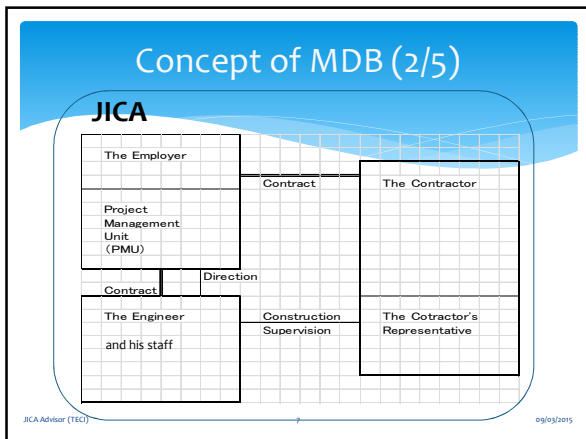 Concept of MDB (2/5)
JICA
The Employer
Contract
The Contractor
Project
Management
Unit
(PMU)
Direction
Contract
The Engineer
and his staff
Construction
Supervision
The Cotractor's
Representative
JICA Advisor (TECI)
7
09/03/2015